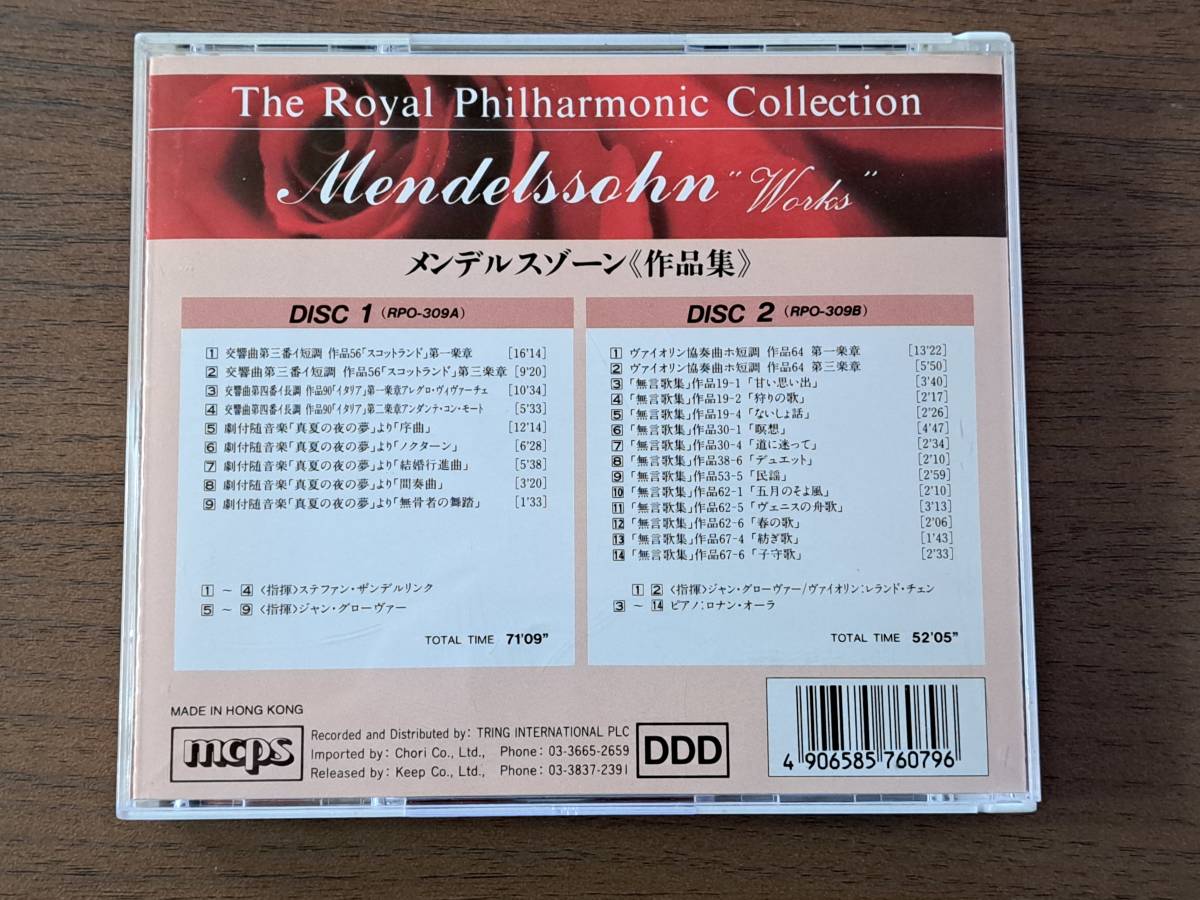 The Royal Philharmonic Collection
Mendelssohn "Works"
メンデルスゾーン《作品集》
DISC 1 (RPO-309A)
1 交響曲第三番イ短調 作品56「スコットランド」第一楽章 [16'14]
2 交響曲第三番イ短調 作品56「スコットランド」第三楽章 [9'20]
3 交響曲第四番イ長調 作品90「イタリア」第一楽章アレグロ・ヴィヴァーチェ [10'34]
4 交響曲第四番イ長調 作品90「イタリア」第二楽章アンダンテ・コン・モート [5'33]
5 劇付随音楽「真夏の夜の夢」より「序曲」 [12'14]
6 劇付随音楽「真夏の夜の夢」より「ノクターン」 [6'28]
7 劇付随音楽「真夏の夜の夢」より「結婚行進曲」 [5'38]
8 劇付随音楽「真夏の夜の夢」より「間奏曲」 [3'20]
9 劇付随音楽「真夏の夜の夢」より「無骨者の舞踏」 [1'33]
1 ～ 4 〈指揮〉ステファン・ザンデルリンク
5 ～ 9 〈指揮〉ジャン・グローヴァー
TOTAL TIME 71'09"
DISC 2 (RPO-309B)
1 ヴァイオリン協奏曲ホ短調 作品64 第一楽章 [13'22]
2 ヴァイオリン協奏曲ホ短調 作品64 第三楽章 [5'50]
3 「無言歌集」作品19-1「甘い思い出」 [3'40]
4 「無言歌集」作品19-2「狩りの歌」 [2'17]
5 「無言歌集」作品19-4「ないしょ話」 [2'26]
6 「無言歌集」作品30-1「瞑想」 [4'47]
7 「無言歌集」作品30-4「道に迷って」 [2'34]
8 「無言歌集」作品38-6「デュエット」 [2'10]
9 「無言歌集」作品53-5「民謡」 [2'59]
10 「無言歌集」作品62-1「五月のそよ風」 [2'10]
11 「無言歌集」作品62-5「ヴェニスの舟歌」 [3'13]
12 「無言歌集」作品62-6「春の歌」 [2'06]
13 「無言歌集」作品67-4「紡ぎ歌」 [1'43]
14 「無言歌集」作品67-6「子守歌」 [2'33]
1 2 〈指揮〉ジャン・グローヴァー/ヴァイオリン:レランド・チェン
3 ～ 14 ピアノ:ロナン・オーラ
TOTAL TIME 52'05"
MADE IN HONG KONG
mcps
Recorded and Distributed by: TRING INTERNATIONAL PLC
Imported by: Chori Co., Ltd., Phone: 03-3665-2659
Released by: Keep Co., Ltd., Phone: 03-3837-2391
DDD
4 906585 760796